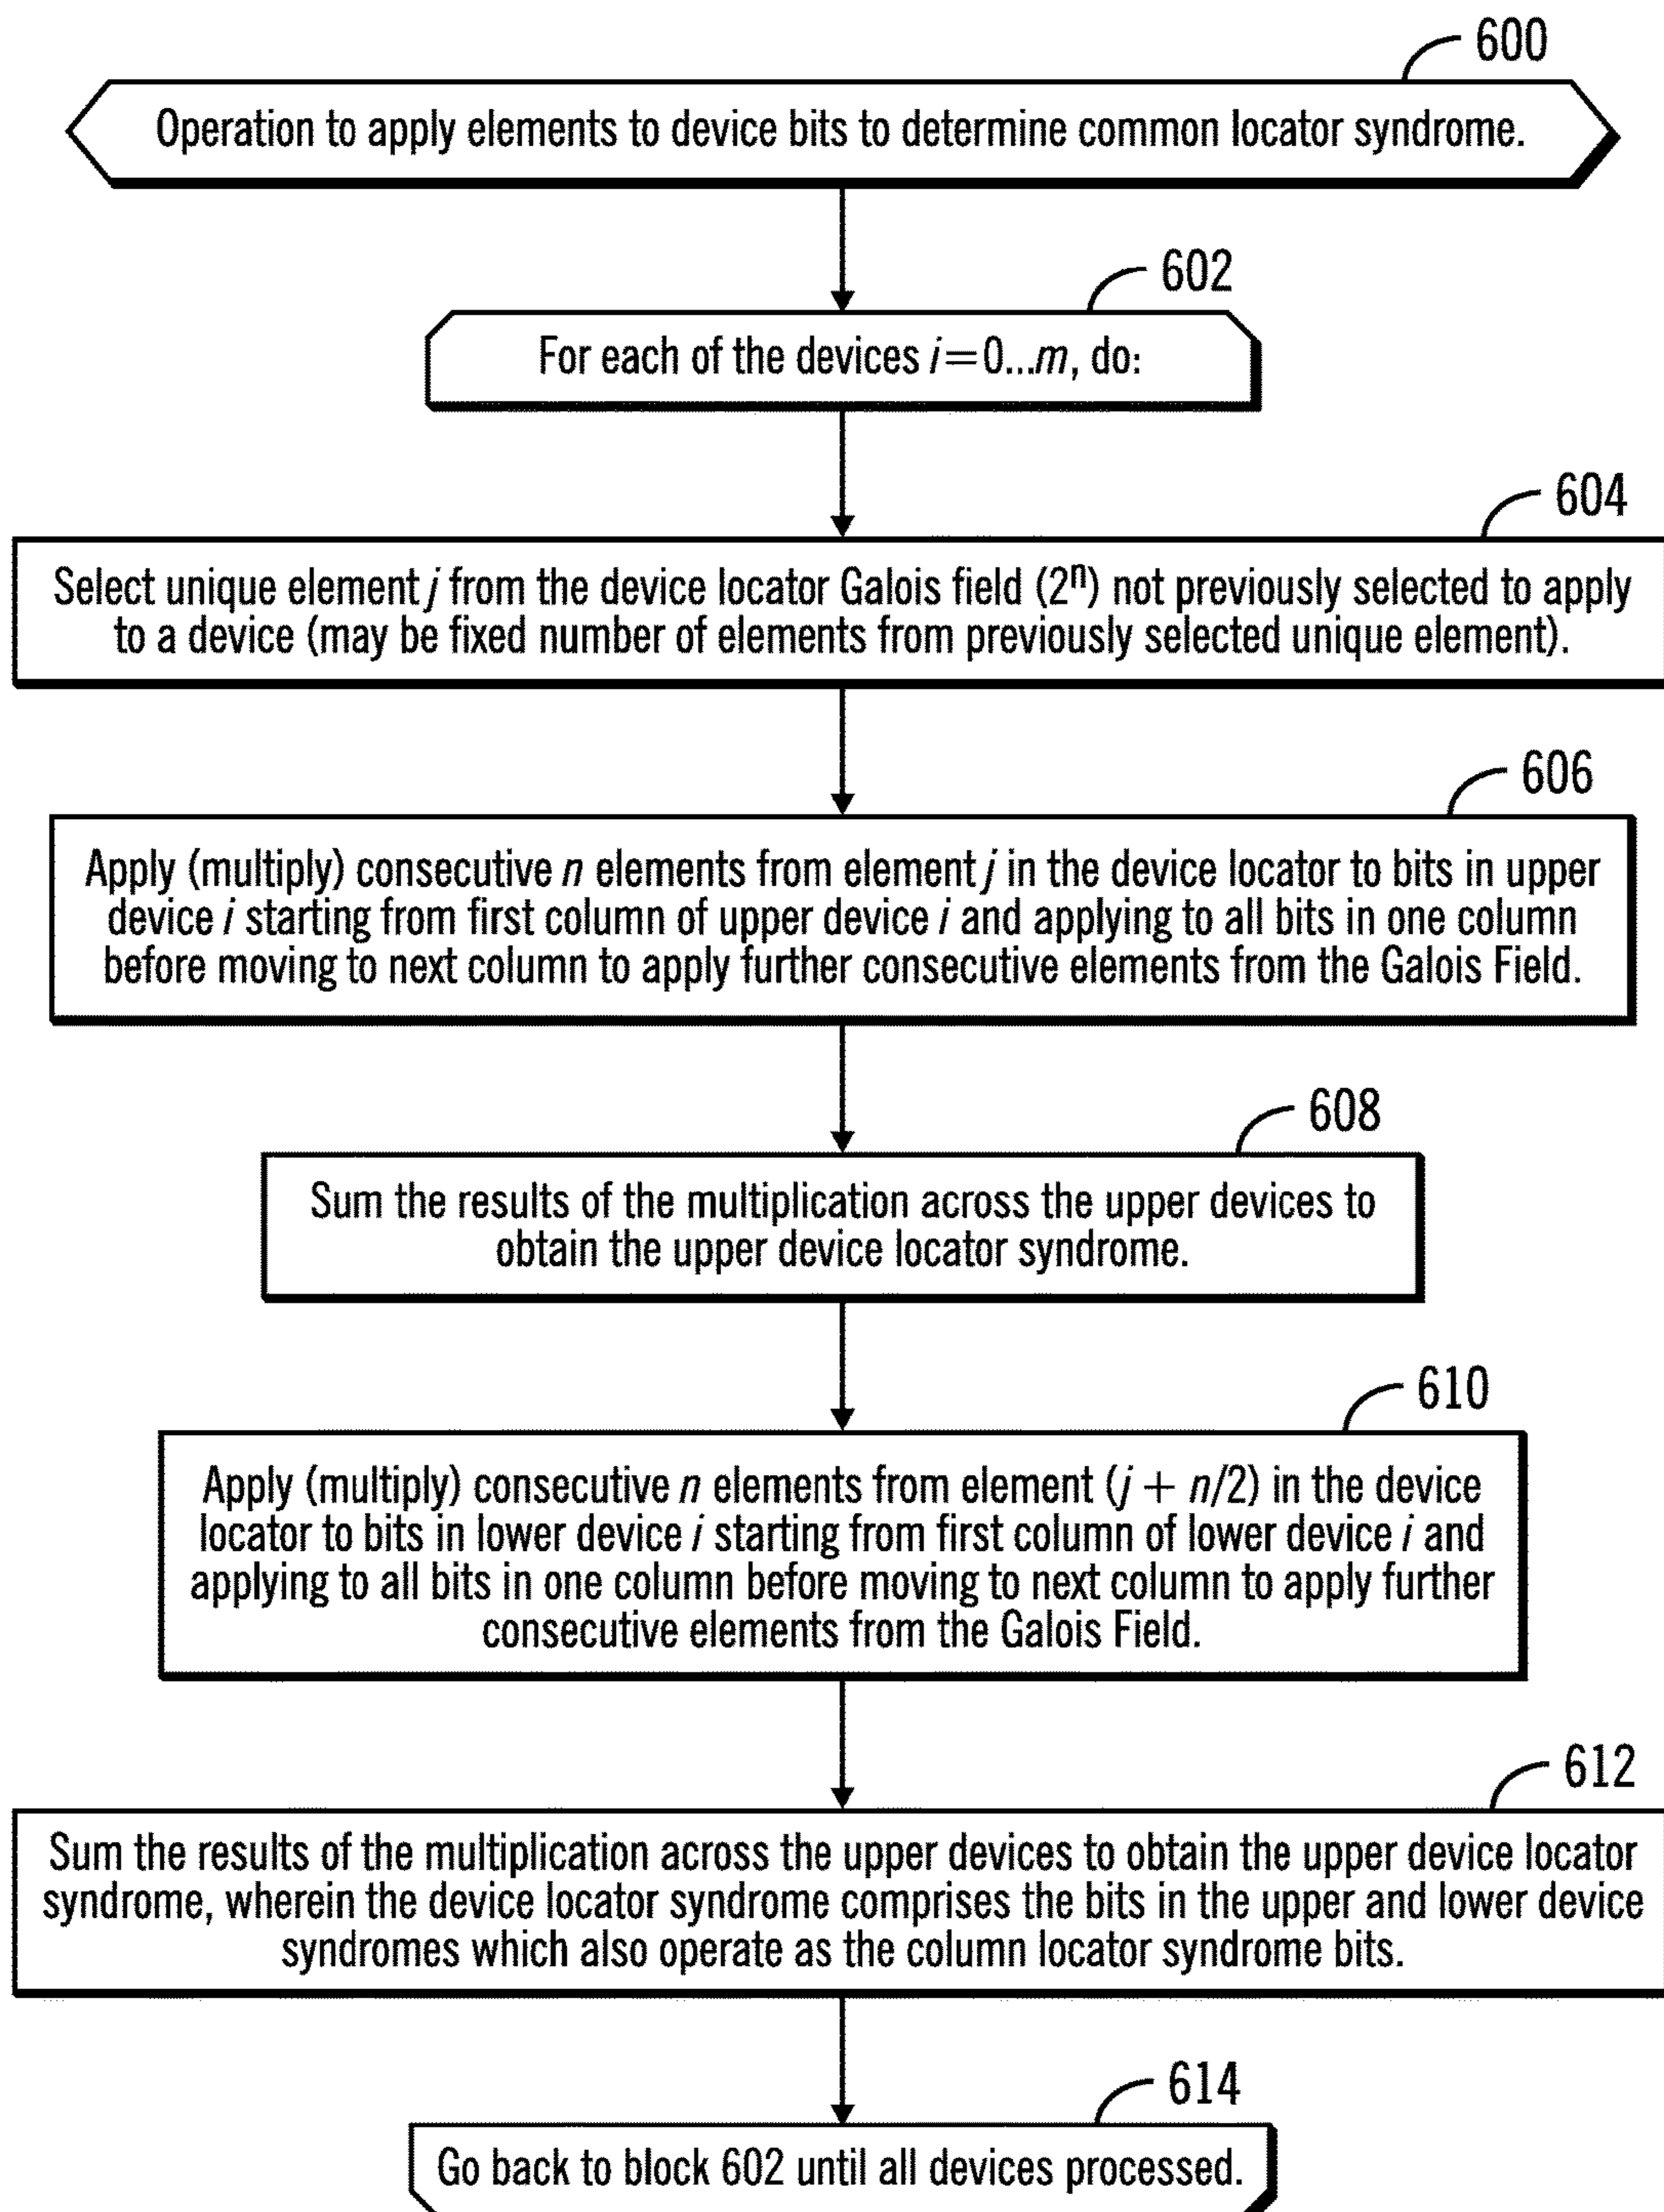 600
Operation to apply elements to device bits to determine common locator syndrome.
602
For each of the devices i=0...m, do:
604
Select unique element j from the device locator Galois field (2ⁿ) not previously selected to apply
to a device (may be fixed number of elements from previously selected unique element).
606
Apply (multiply) consecutive n elements from element j in the device locator to bits in upper
device i starting from first column of upper device i and applying to all bits in one column
before moving to next column to apply further consecutive elements from the Galois Field.
608
Sum the results of the multiplication across the upper devices to
obtain the upper device locator syndrome.
610
Apply (multiply) consecutive n elements from element (j + n/2) in the device
locator to bits in lower device i starting from first column of lower device i and
applying to all bits in one column before moving to next column to apply further
consecutive elements from the Galois Field.
612
Sum the results of the multiplication across the upper devices to obtain the upper device locator
syndrome, wherein the device locator syndrome comprises the bits in the upper and lower device
syndromes which also operate as the column locator syndrome bits.
614
Go back to block 602 until all devices processed.